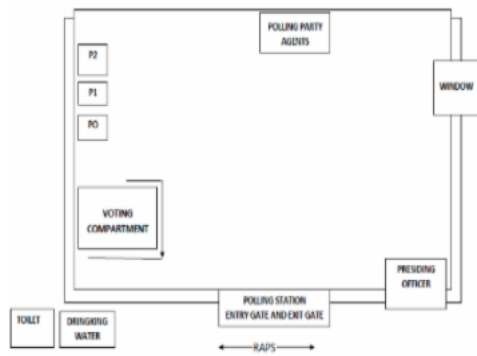 POLLING PARTY
AGENTS
P2
P1
PO
WINDOW
VOTING
COMPARTMENT
PRESIDING
OFFICER
POLLING STATION
ENTRY GATE AND EXIT GATE
TOILET
DRINGKING
WATER
RAPS